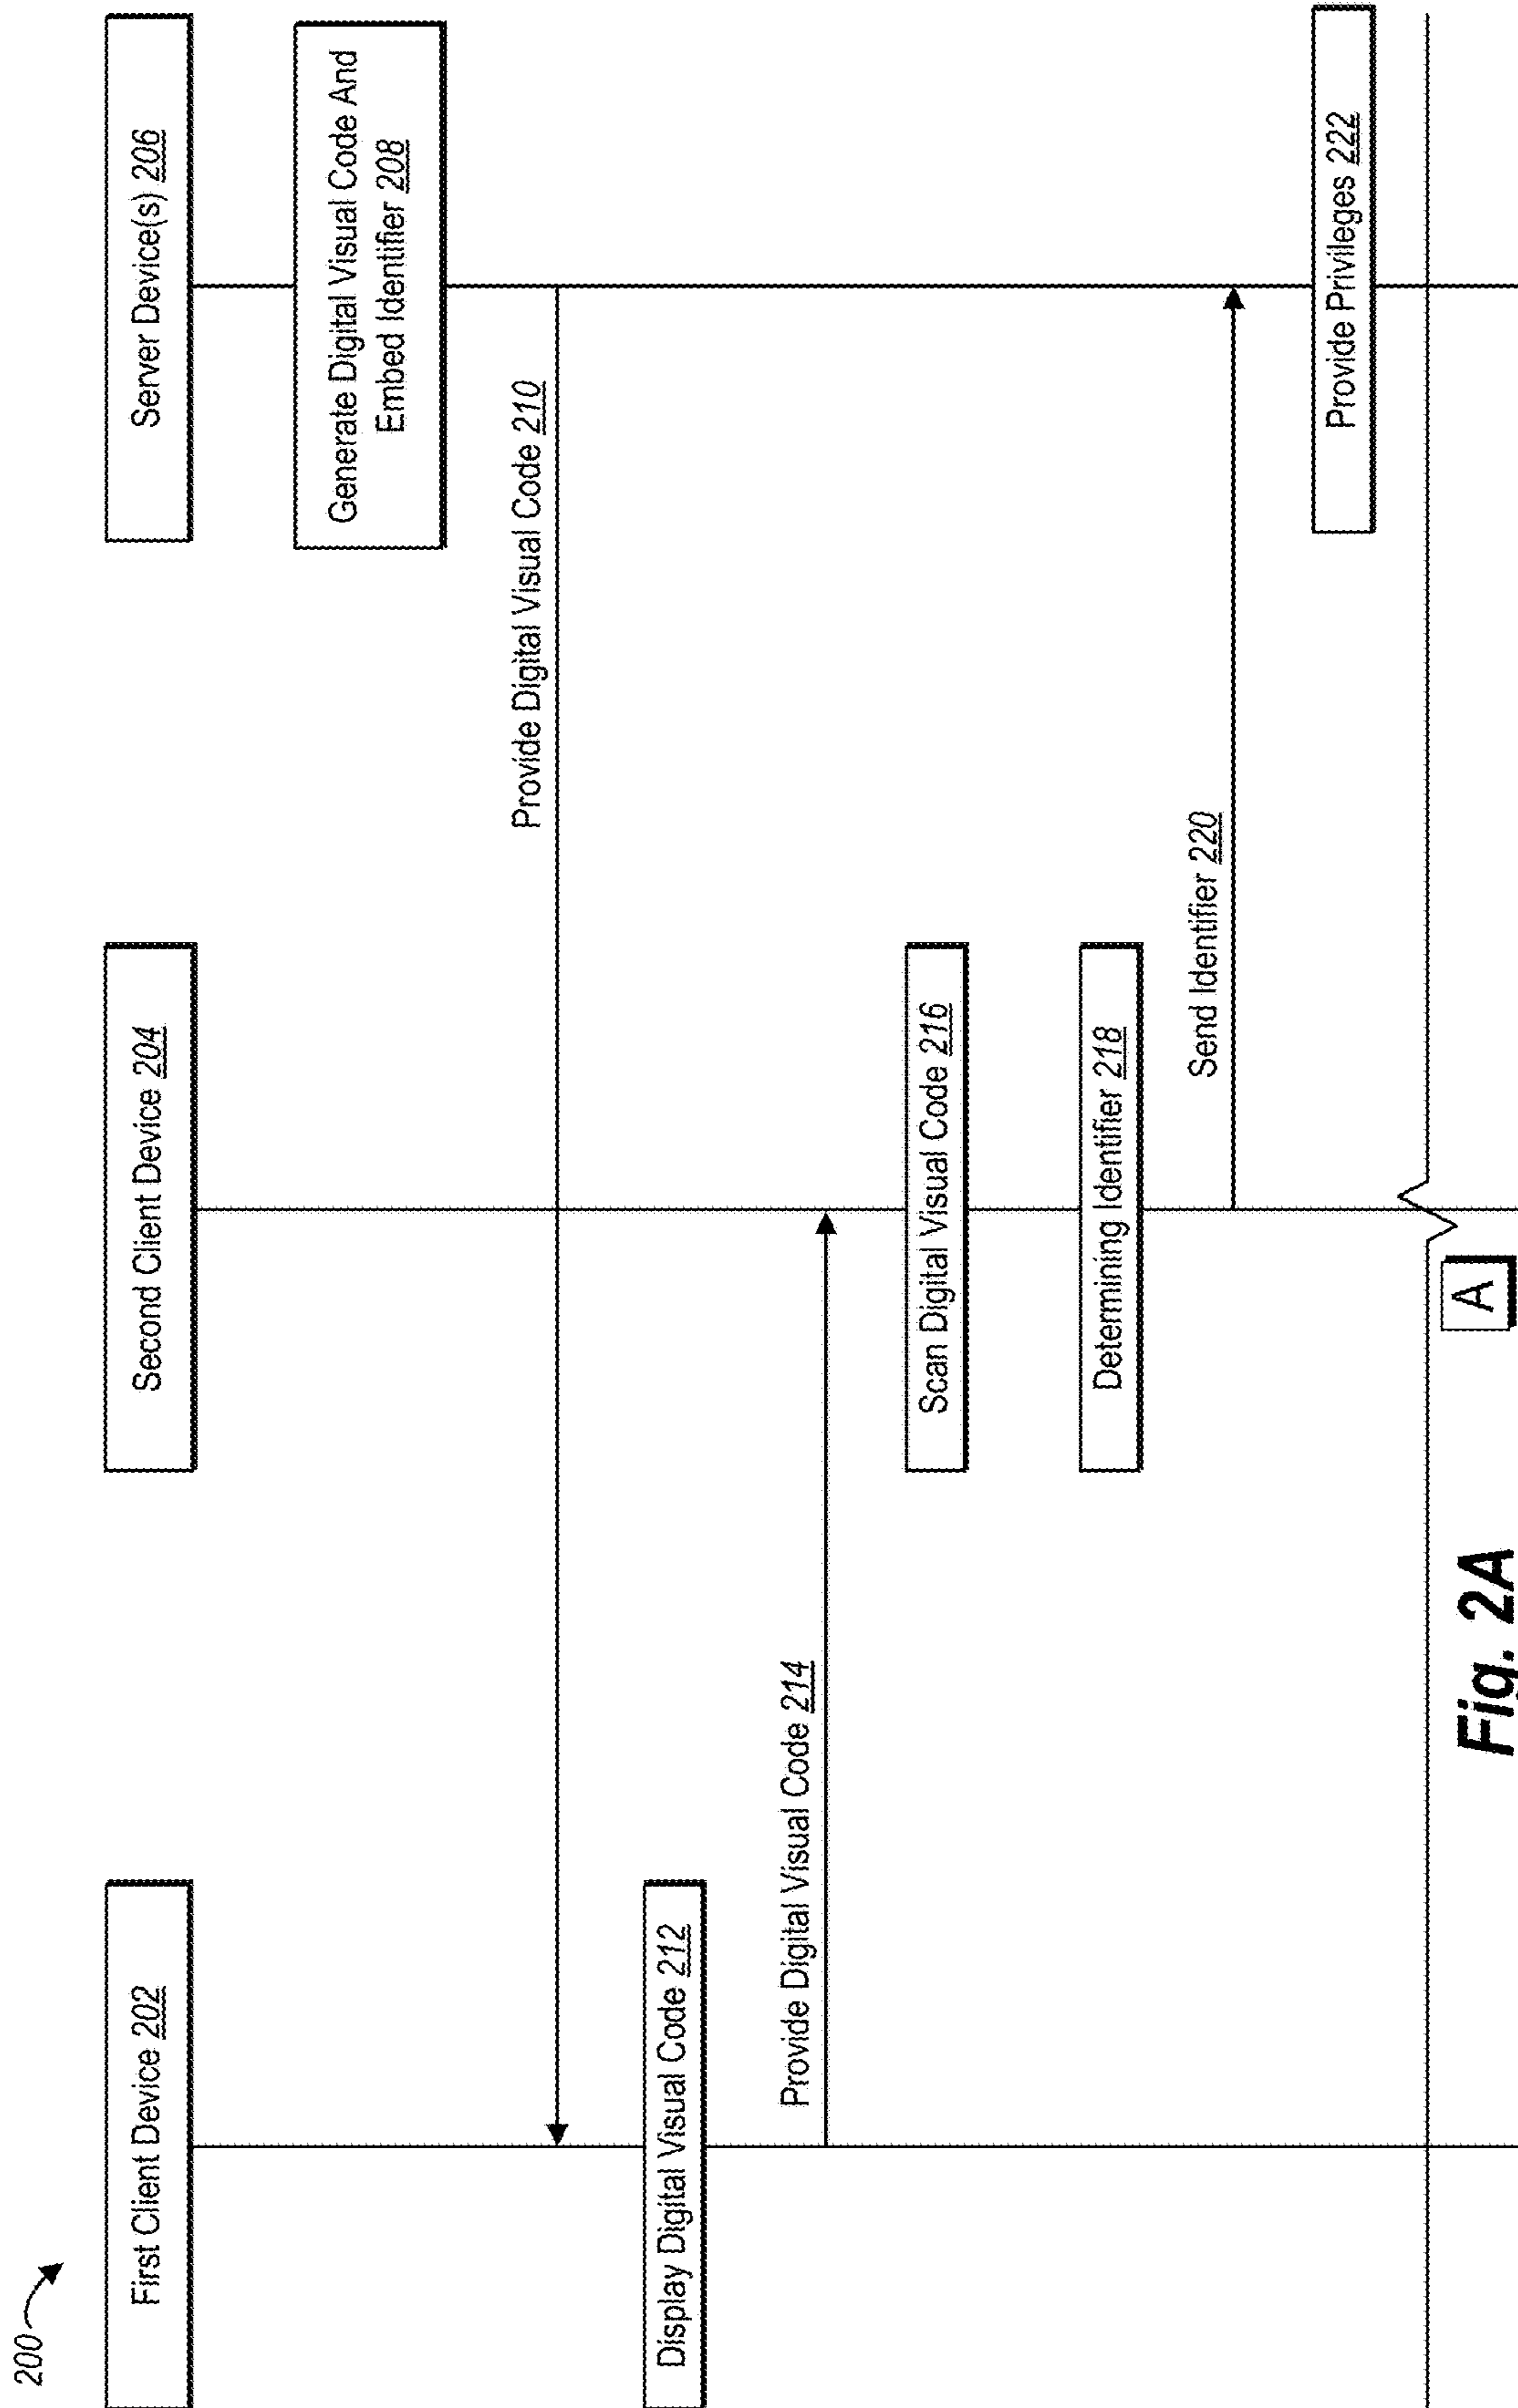 200
First Client Device 202
Second Client Device 204
Server Device(s) 206
Generate Digital Visual Code And
Embed Identifier 208
Provide Digital Visual Code 210
Display Digital Visual Code 212
Provide Digital Visual Code 214
Scan Digital Visual Code 216
Determining Identifier 218
Send Identifier 220
Provide Privileges 222
A
Fig. 2A